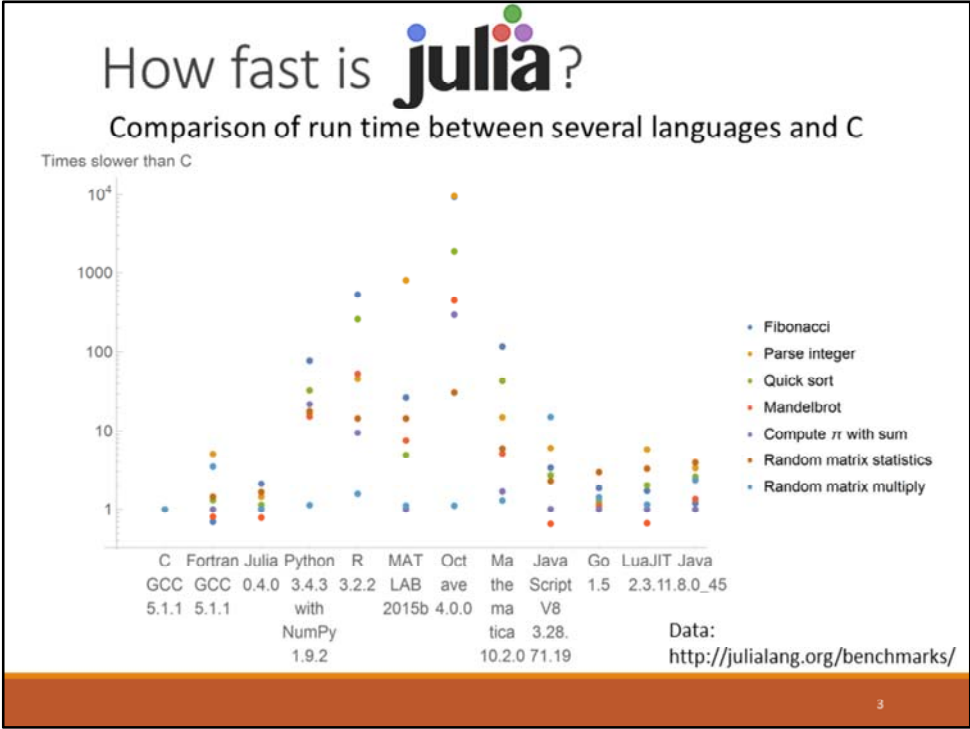 How fast is julia?
Comparison of run time between several languages and C
Times slower than C
10⁴
1000
100
10
1
Fibonacci
Parse integer
Quick sort
Mandelbrot
Compute π with sum
Random matrix statistics
Random matrix multiply
C Fortran Julia Python R MAT Oct Ma Java Go LuaJIT Java
GCC GCC 0.4.0 3.4.3 3.2.2 LAB ave the Script 1.5 2.3.11.8.0_45
5.1.1 5.1.1 with 2015b 4.0.0 ma V8
NumPy tica 3.28.
1.9.2 10.2.0 71.19
Data:
http://julialang.org/benchmarks/
3